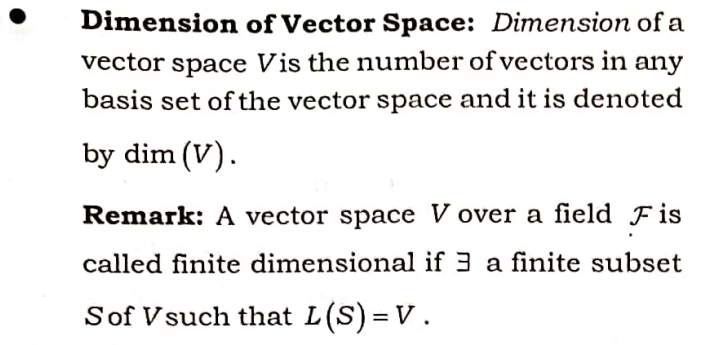 • Dimension of Vector Space: Dimension of a
vector space V is the number of vectors in any
basis set of the vector space and it is denoted
by dim (V).
Remark: A vector space V over a field ℱ is
called finite dimensional if ∃ a finite subset
S of V such that L(S) = V.